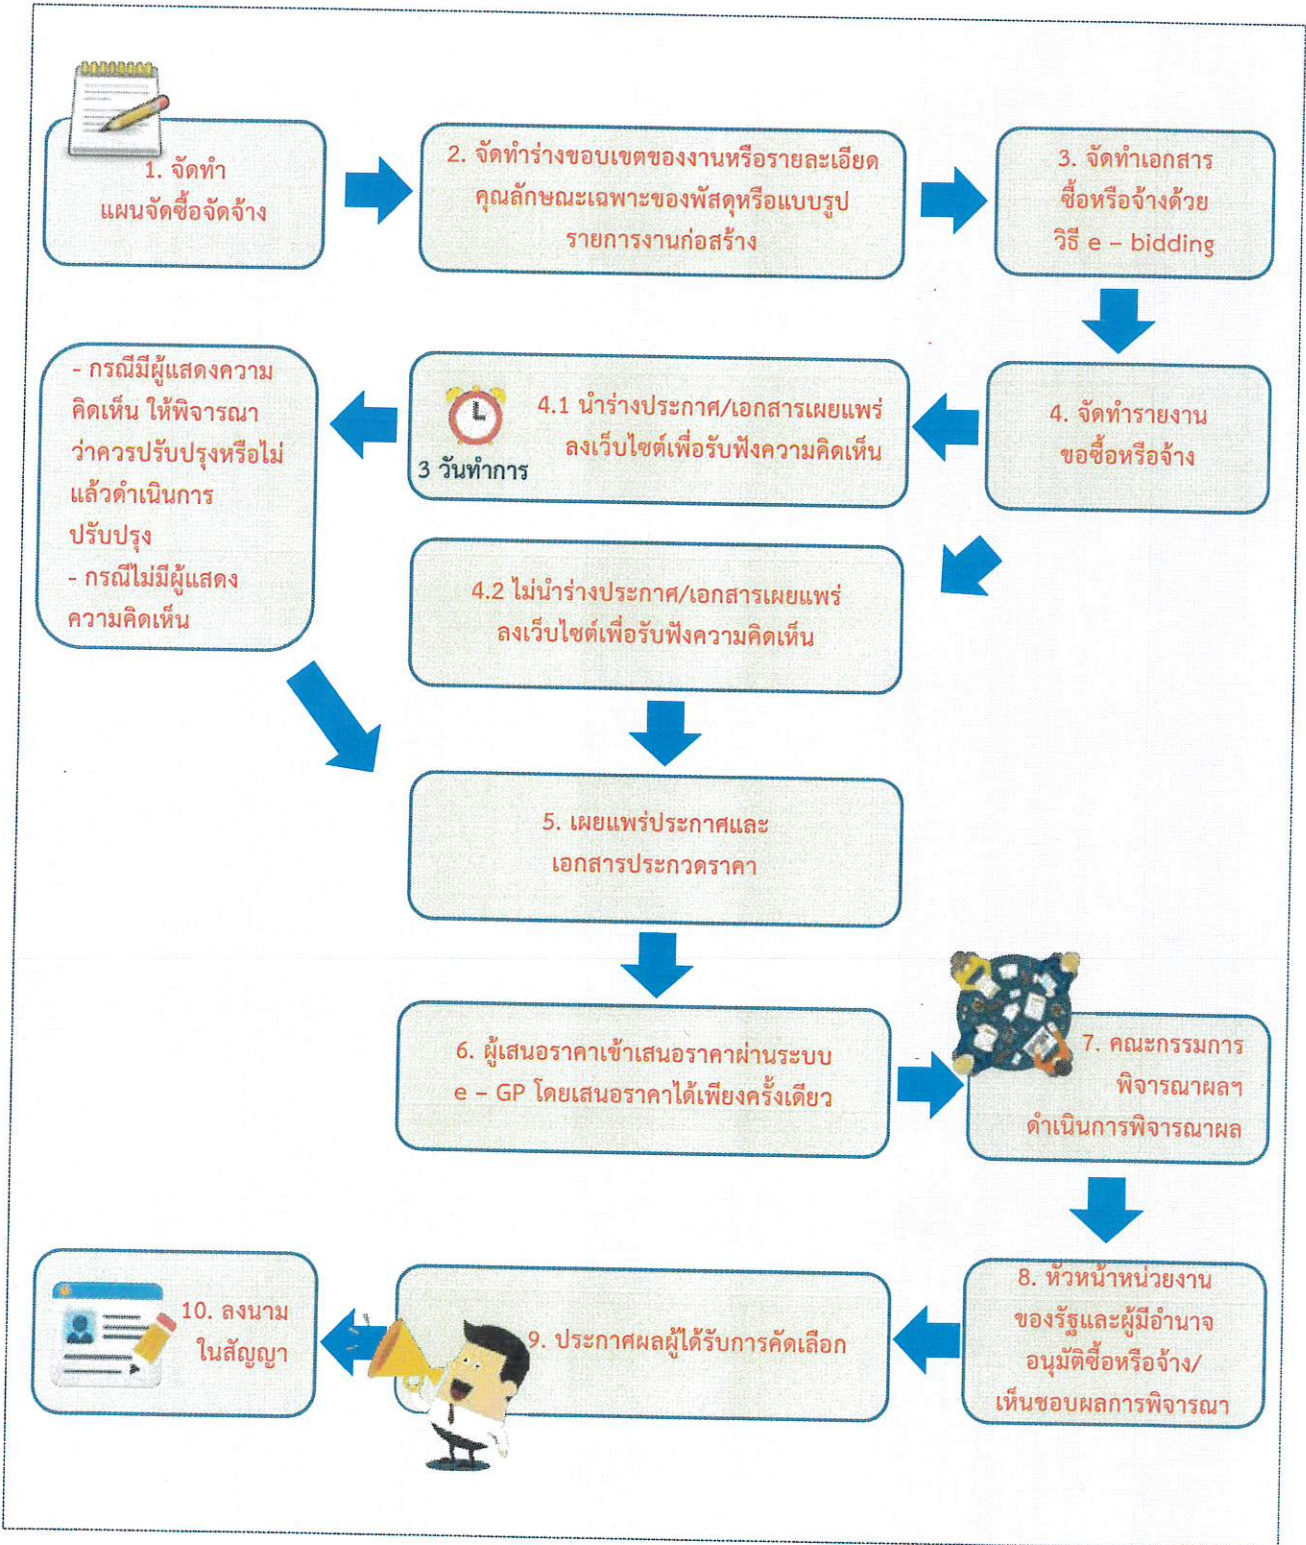 1. จัดทำ
แผนจัดซื้อจัดจ้าง
2. จัดทำร่างขอบเขตของงานหรือรายละเอียด
คุณลักษณะเฉพาะของพัสดุหรือแบบรูป
รายการงานก่อสร้าง
3. จัดทำเอกสาร
ซื้อหรือจ้างด้วย
วิธี e – bidding
4. จัดทำรายงาน
ขอซื้อหรือจ้าง
4.1 นำร่างประกาศ/เอกสารเผยแพร่
ลงเว็บไซต์เพื่อรับฟังความคิดเห็น
3 วันทำการ
- กรณีมีผู้แสดงความ
คิดเห็น ให้พิจารณา
ว่าควรปรับปรุงหรือไม่
แล้วดำเนินการ
ปรับปรุง
- กรณีไม่มีผู้แสดง
ความคิดเห็น
4.2 ไม่นำร่างประกาศ/เอกสารเผยแพร่
ลงเว็บไซต์เพื่อรับฟังความคิดเห็น
5. เผยแพร่ประกาศและ
เอกสารประกวดราคา
6. ผู้เสนอราคาเข้าเสนอราคาผ่านระบบ
e – GP โดยเสนอราคาได้เพียงครั้งเดียว
7. คณะกรรมการ
พิจารณาผลฯ
ดำเนินการพิจารณาผล
8. หัวหน้าหน่วยงาน
ของรัฐและผู้มีอำนาจ
อนุมัติซื้อหรือจ้าง/
เห็นชอบผลการพิจารณา
9. ประกาศผลผู้ได้รับการคัดเลือก
10. ลงนาม
ในสัญญา